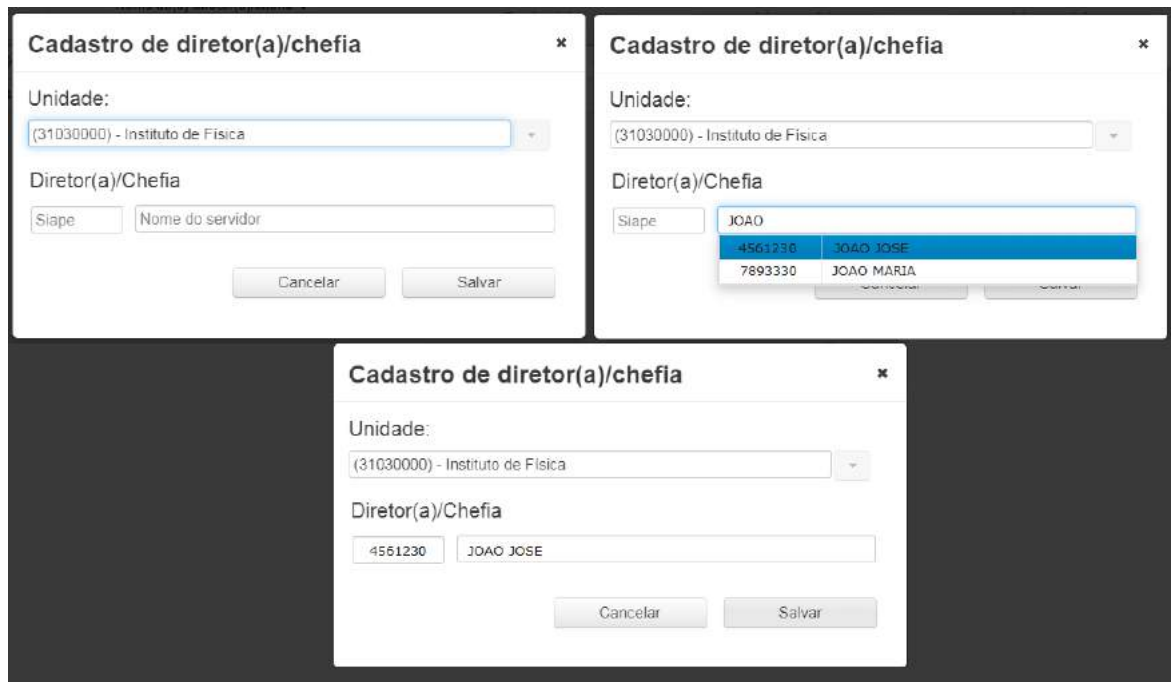 Cadastro de diretor(a)/chefia ×
Unidade:
(31030000) - Instituto de Física
Diretor(a)/Chefia
Siape Nome do servidor
Cancelar Salvar
Cadastro de diretor(a)/chefia ×
Unidade:
(31030000) - Instituto de Física
Diretor(a)/Chefia
Siape JOAO
4561230 JOAO JOSE
7893330 JOAO MARIA
Cadastro de diretor(a)/chefia ×
Unidade:
(31030000) - Instituto de Física
Diretor(a)/Chefia
4561230 JOAO JOSE
Cancelar Salvar